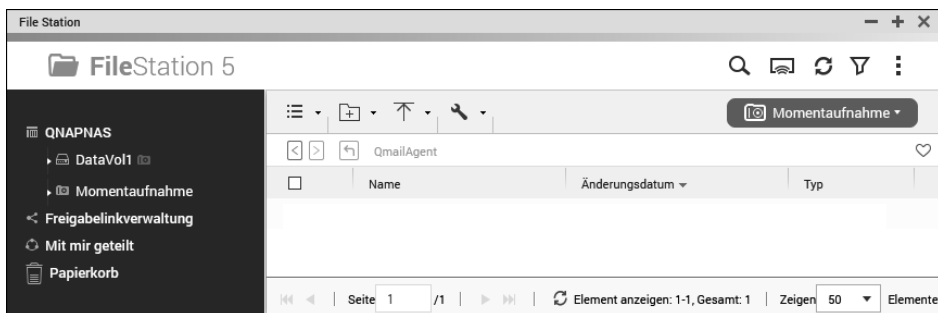 File Station
FileStation 5
Momentaufnahme
QNAPNAS
DataVol1
Momentaufnahme
Freigabelinkverwaltung
Mit mir geteilt
Papierkorb
QmailAgent
Name Änderungsdatum Typ
Seite 1 /1 Element anzeigen: 1-1, Gesamt: 1 Zeigen 50 Elemente